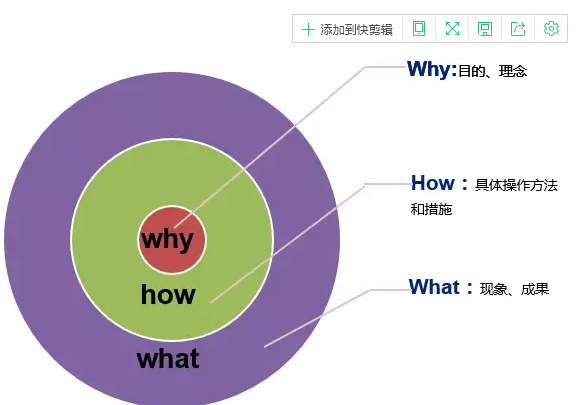 添加到快剪辑
Why:目的、理念
How：具体操作方法
和措施
why
how
What：现象、成果
what